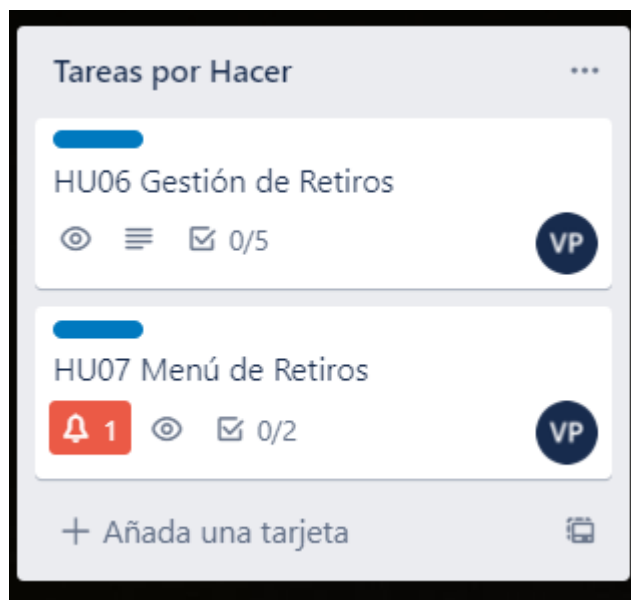 Tareas por Hacer
HU06 Gestión de Retiros
0/5
VP
HU07 Menú de Retiros
1
0/2
VP
+ Añada una tarjeta